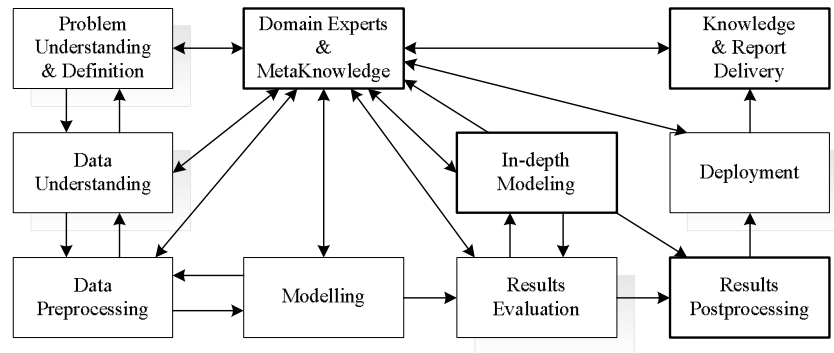 Problem
Understanding
& Definition
Domain Experts
&
MetaKnowledge
Knowledge
& Report
Delivery
Data
Understanding
In-depth
Modeling
Deployment
Data
Preprocessing
Modelling
Results
Evaluation
Results
Postprocessing